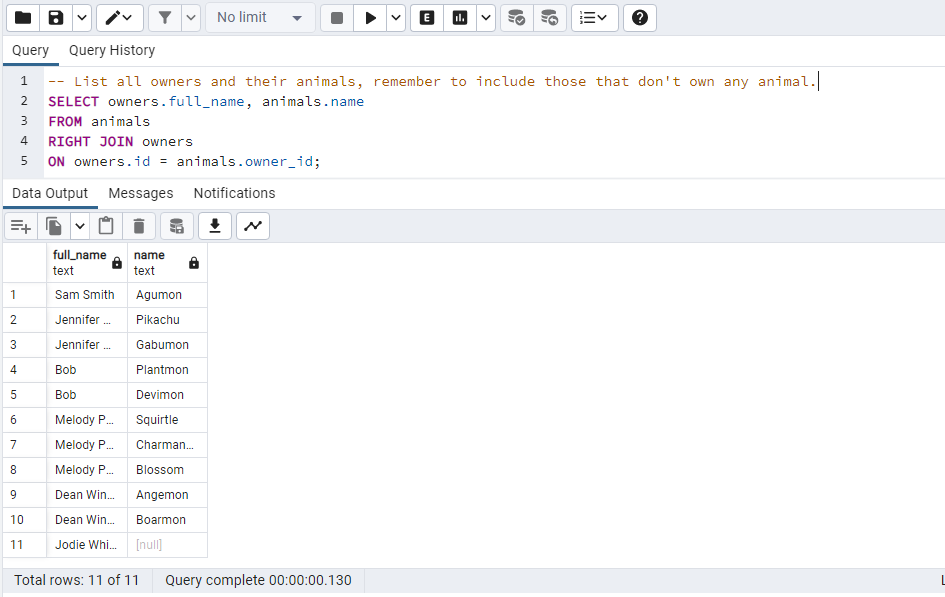 No limit
E
Query Query History
1 -- List all owners and their animals, remember to include those that don't own any animal.
2 SELECT owners.full_name, animals.name
3 FROM animals
4 RIGHT JOIN owners
5 ON owners.id = animals.owner_id;
Data Output Messages Notifications
full_name name
text text
1 Sam Smith Agumon
2 Jennifer ... Pikachu
3 Jennifer ... Gabumon
4 Bob Plantmon
5 Bob Devimon
6 Melody P... Squirtle
7 Melody P... Charman...
8 Melody P... Blossom
9 Dean Win... Angemon
10 Dean Win... Boarmon
11 Jodie Whi... [null]
Total rows: 11 of 11 Query complete 00:00:00.130 L